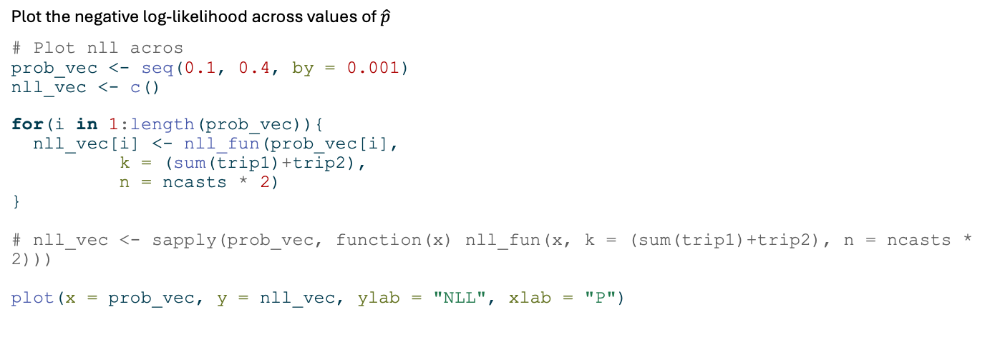 Plot the negative log-likelihood across values of p̂
# Plot nll acros
prob_vec <- seq(0.1, 0.4, by = 0.001)
nll_vec <- c()
for(i in 1:length(prob_vec)){
  nll_vec[i] <- nll_fun(prob_vec[i],
          k = (sum(trip1)+trip2),
          n = ncasts * 2)
}
# nll_vec <- sapply(prob_vec, function(x) nll_fun(x, k = (sum(trip1)+trip2), n = ncasts *
2)))
plot(x = prob_vec, y = nll_vec, ylab = "NLL", xlab = "P")